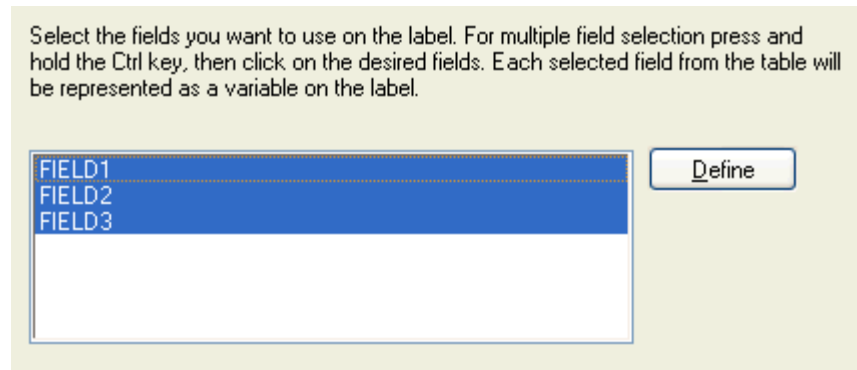 Select the fields you want to use on the label. For multiple field selection press and
hold the Ctrl key, then click on the desired fields. Each selected field from the table will
be represented as a variable on the label.
FIELD1
Define
FIELD2
FIELD3